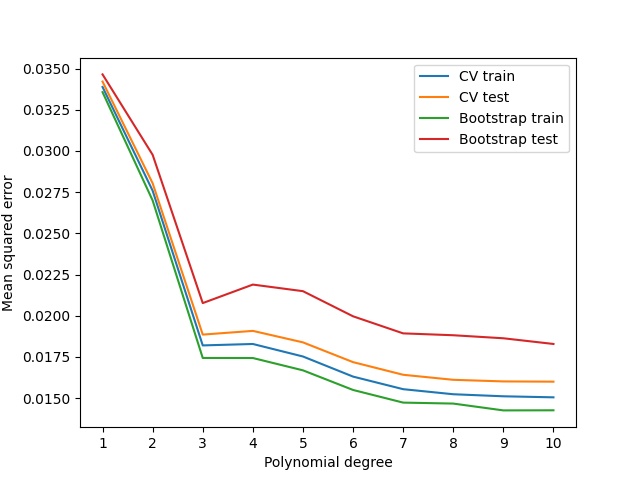 0.0350
0.0325
0.0300
0.0275
0.0250
0.0225
0.0200
0.0175
0.0150
Mean squared error
CV train
CV test
Bootstrap train
Bootstrap test
1 2 3 4 5 6 7 8 9 10
Polynomial degree